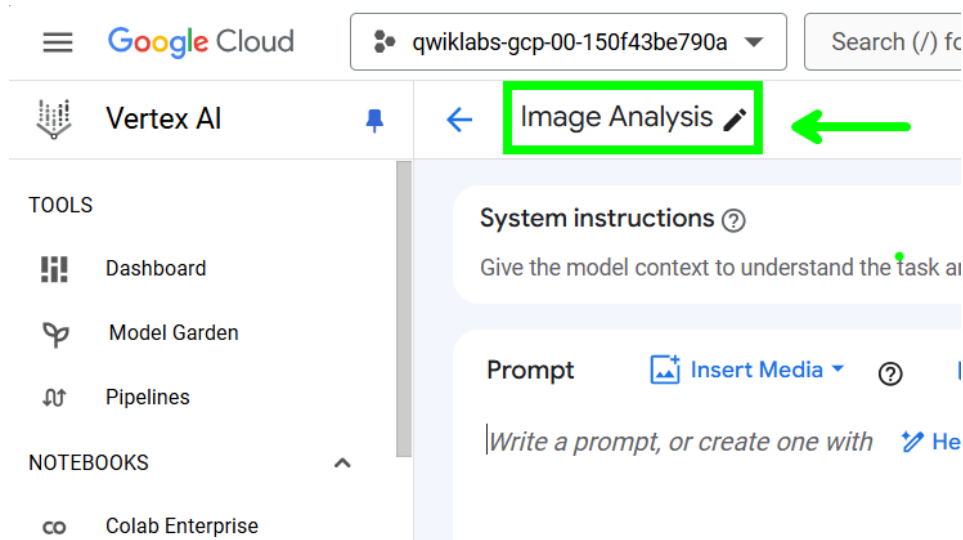 Google Cloud
qwiklabs-gcp-00-150f43be790a
Search (/) fo
Vertex AI
Image Analysis
TOOLS
System instructions
Dashboard
Give the model context to understand the task an
Model Garden
Prompt
Insert Media
Pipelines
Write a prompt, or create one with
He
NOTEBOOKS
Colab Enterprise